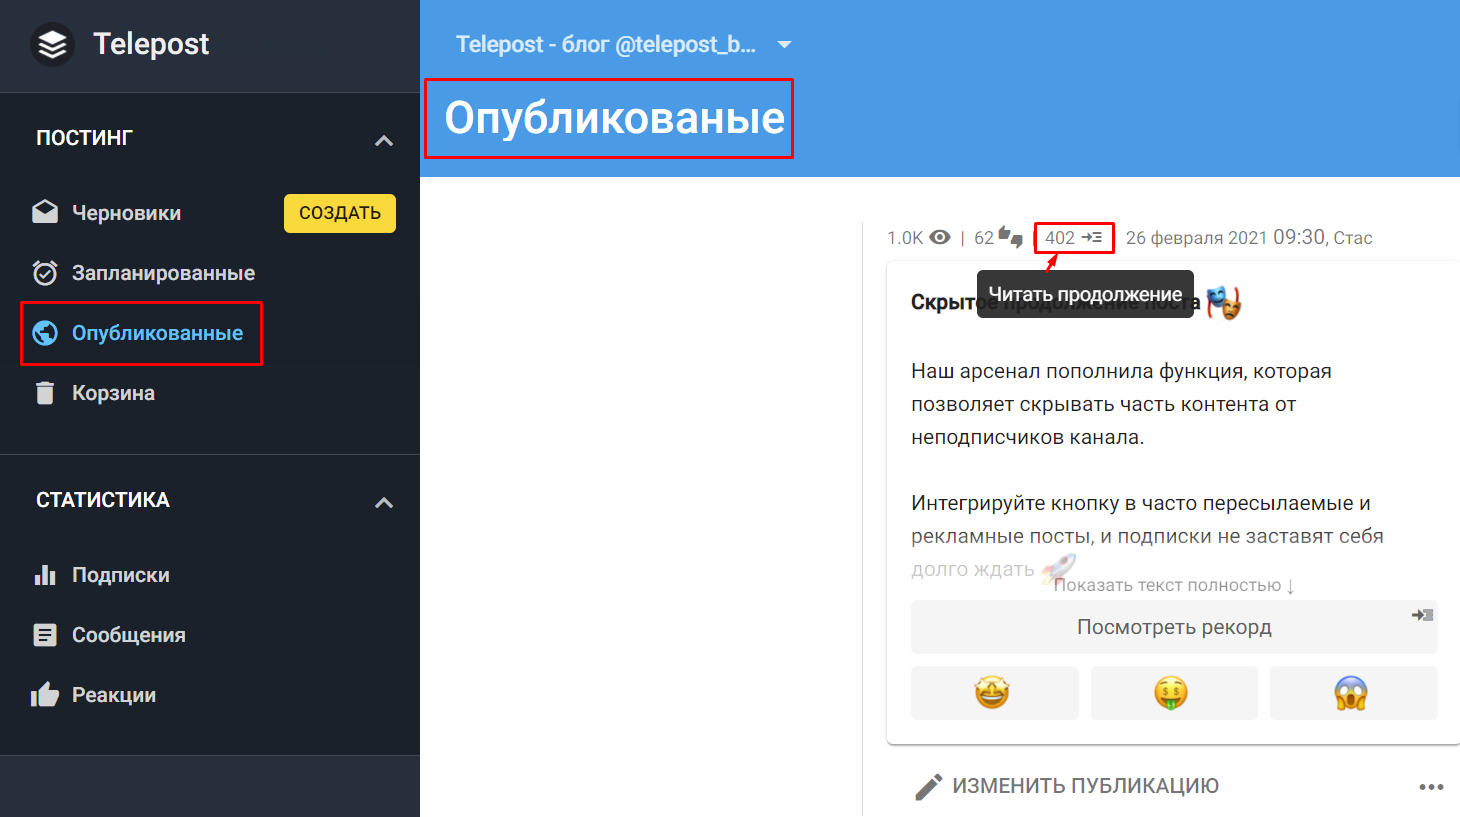 Telepost
ПОСТИНГ
Черновики
СОЗДАТЬ
Запланированные
Опубликованные
Корзина
СТАТИСТИКА
Подписки
Сообщения
Реакции
Telepost - блог @telepost_b...
Опубликованые
1.0K | 62 | 402 26 февраля 2021 09:30, Стас
Читать продолжение
Скрытое продолжение поста
Наш арсенал пополнила функция, которая
позволяет скрывать часть контента от
неподписчиков канала.
Интегрируйте кнопку в часто пересылаемые и
рекламные посты, и подписки не заставят себя
долго ждать
Показать текст полностью ↓
Посмотреть рекорд
ИЗМЕНИТЬ ПУБЛИКАЦИЮ